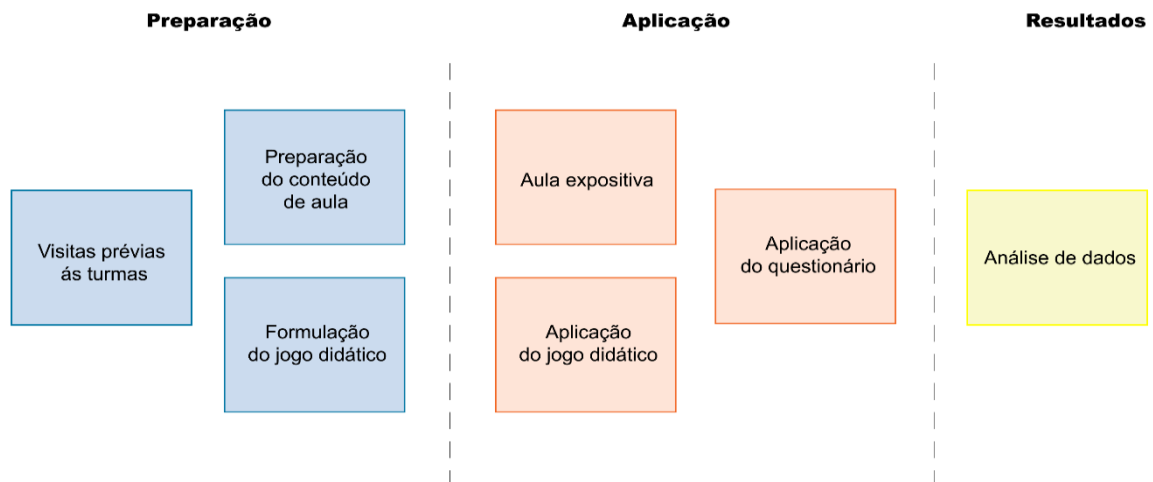 Preparação
Aplicação
Resultados
Visitas prévias
ás turmas
Preparação
do conteúdo
de aula
Formulação
do jogo didático
Aula expositiva
Aplicação
do jogo didático
Aplicação
do questionário
Análise de dados